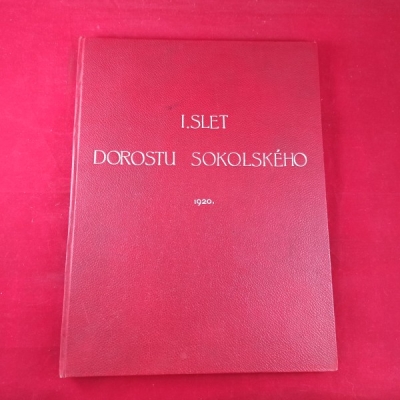 I. SLET
DOROSTU SOKOLSKÉHO
1920.